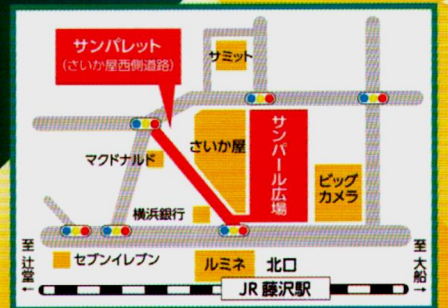 サンパレット
(さいか屋西側道路)
サミット
さいか屋
サンパール広場
マクドナルド
ビッグ
カメラ
横浜銀行
至辻堂
セブンイレブン
ルミネ
北口
至大船
JR 藤沢駅